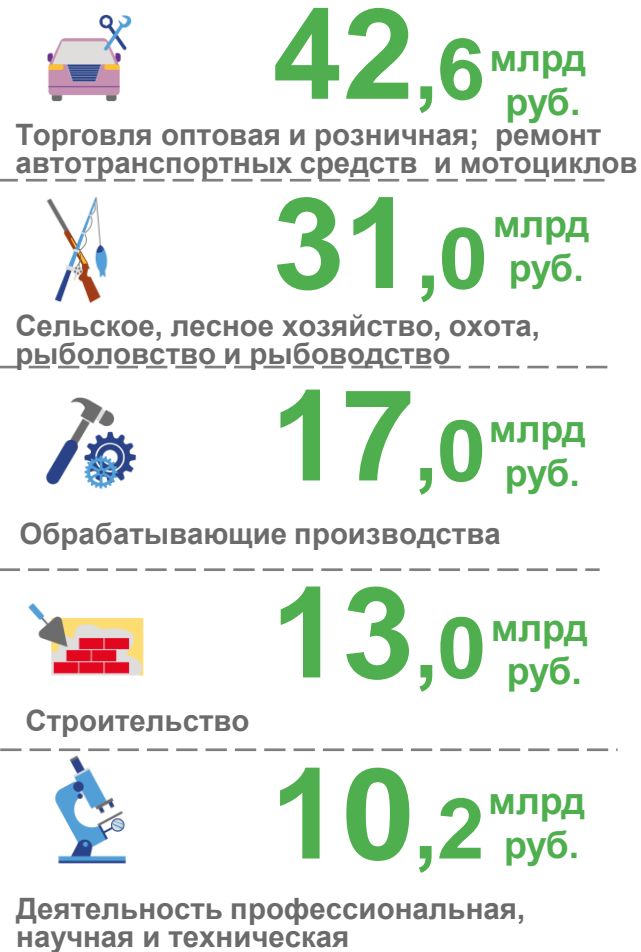 42,6 млрд руб.
Торговля оптовая и розничная; ремонт
автотранспортных средств и мотоциклов
31,0 млрд руб.
Сельское, лесное хозяйство, охота,
рыболовство и рыбоводство
17,0 млрд руб.
Обрабатывающие производства
13,0 млрд руб.
Строительство
10,2 млрд руб.
Деятельность профессиональная,
научная и техническая